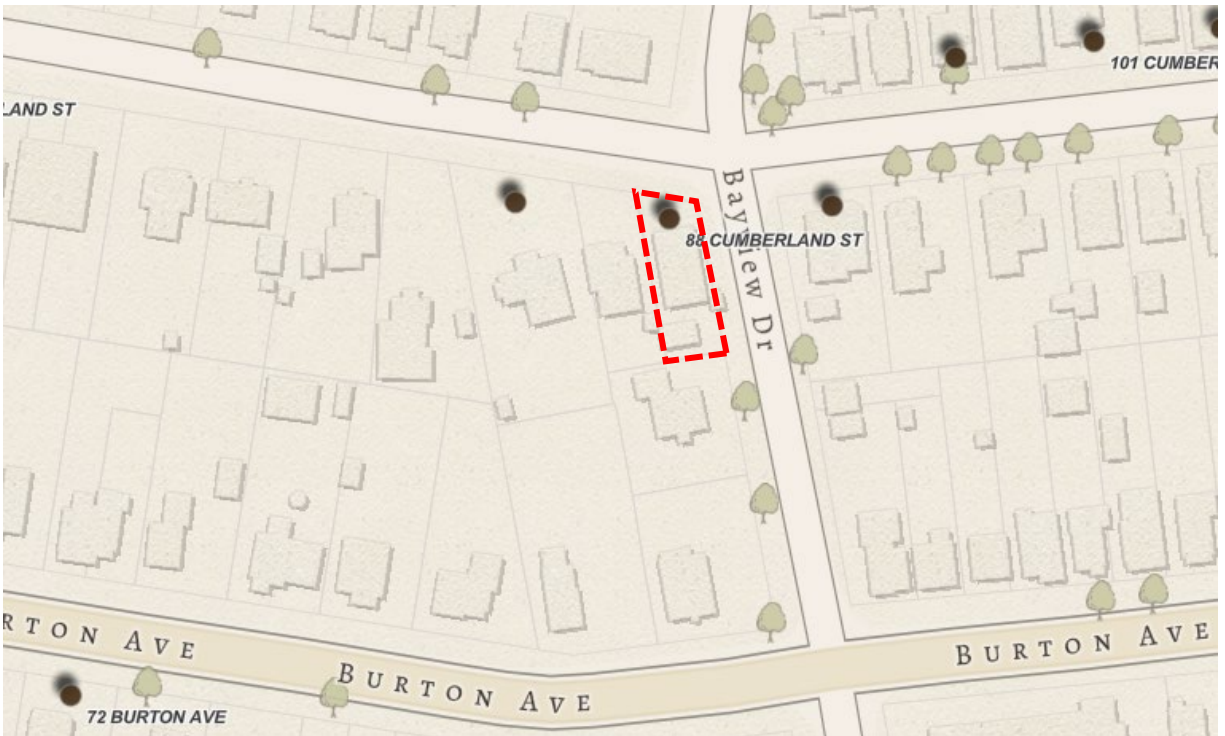 101 CUMBER
LAND ST
Bayview Dr
88 CUMBERLAND ST
RTON AVE
BURTON AVE
BURTON AVE
72 BURTON AVE